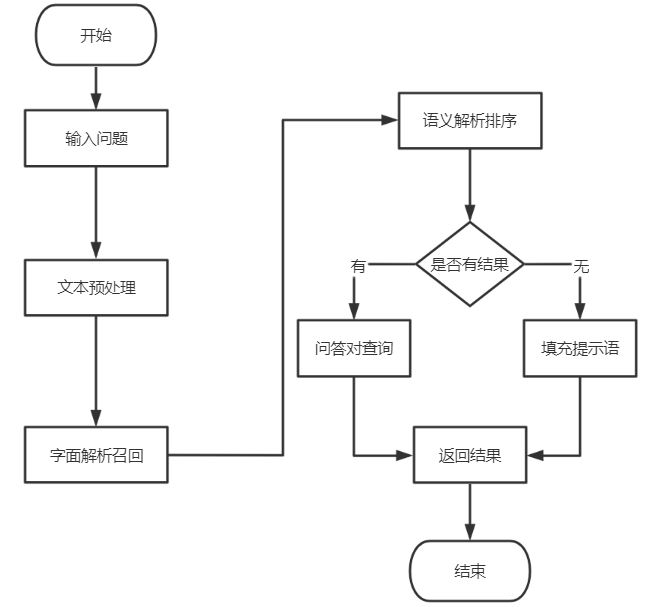 开始
输入问题
文本预处理
字面解析召回
语义解析排序
是否有结果
有
无
问答对查询
填充提示语
返回结果
结束